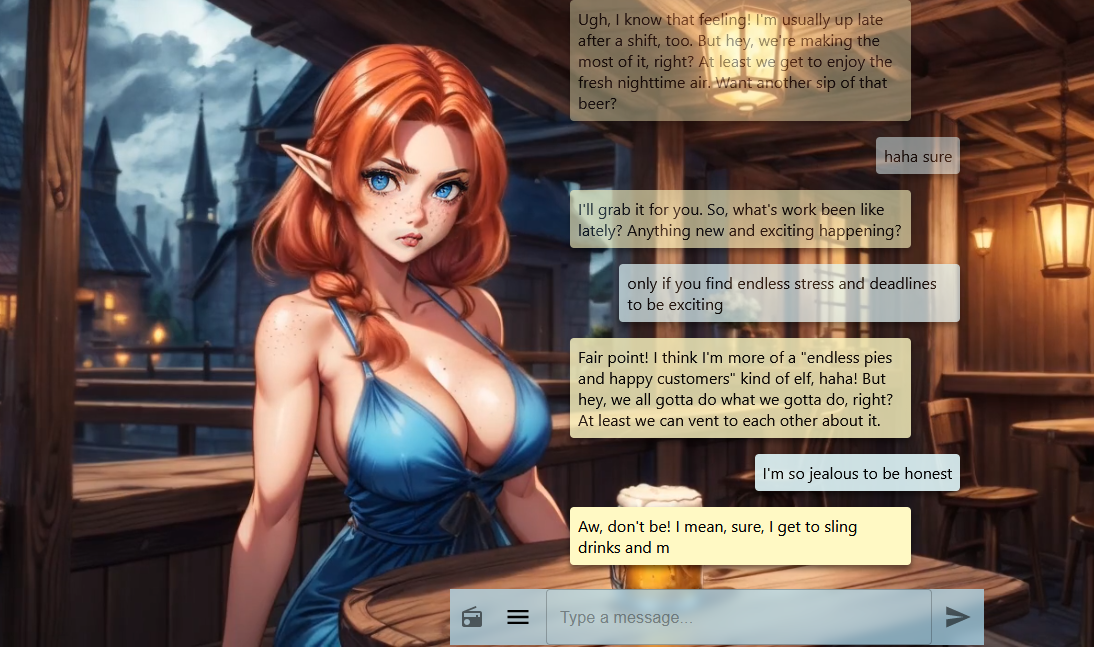 Ugh, I know that feeling! I'm usually up late
after a shift, too. But hey, we're making the
most of it, right? At least we get to enjoy the
fresh nighttime air. Want another sip of that
beer?
haha sure
I'll grab it for you. So, what's work been like
lately? Anything new and exciting happening?
only if you find endless stress and deadlines
to be exciting
Fair point! I think I'm more of a "endless pies
and happy customers" kind of elf, haha! But
hey, we all gotta do what we gotta do, right?
At least we can vent to each other about it.
I'm so jealous to be honest
Aw, don't be! I mean, sure, I get to sling
drinks and m
Type a message...